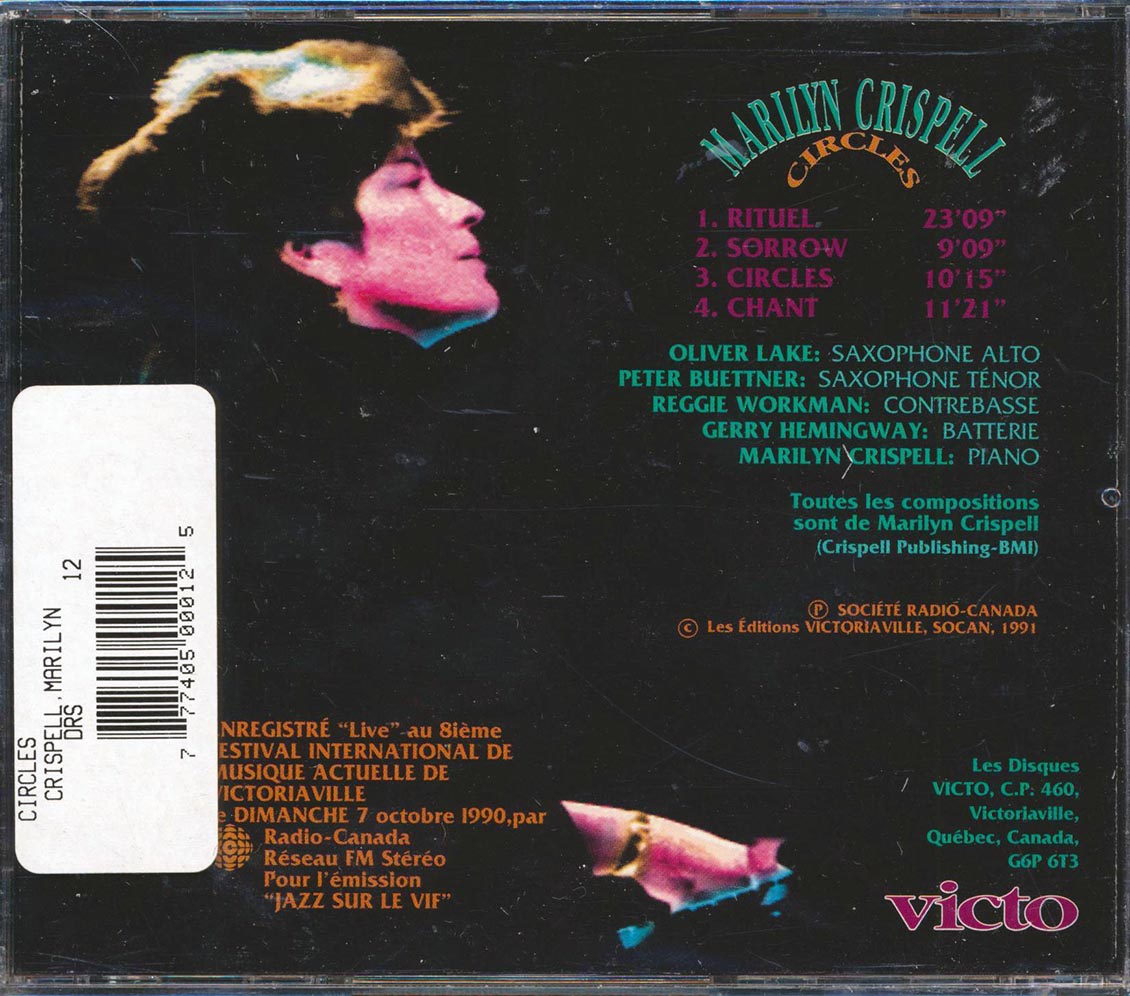 MARILYN CRISPELL
CIRCLES
1. RITUEL 23'09"
2. SORROW 9'09"
3. CIRCLES 10'15"
4. CHANT 11'21"
OLIVER LAKE: SAXOPHONE ALTO
PETER BUETTNER: SAXOPHONE TÉNOR
REGGIE WORKMAN: CONTREBASSE
GERRY HEMINGWAY: BATTERIE
MARILYN CRISPELL: PIANO
Toutes les compositions
sont de Marilyn Crispell
(Crispell Publishing-BMI)
Ⓟ SOCIÉTÉ RADIO-CANADA
© Les Éditions VICTORIAVILLE, SOCAN, 1991
CIRCLES
CRISPELL,MARILYN 12
DRS
7 77405 00012 5
ENREGISTRÉ "Live" au 8ième
FESTIVAL INTERNATIONAL DE
MUSIQUE ACTUELLE DE
VICTORIAVILLE
e DIMANCHE 7 octobre 1990,par
Radio-Canada
Réseau FM Stéréo
Pour l'émission
"JAZZ SUR LE VIF"
Les Disques
VICTO, C.P: 460,
Victoriaville,
Québec, Canada,
G6P 6T3
victo